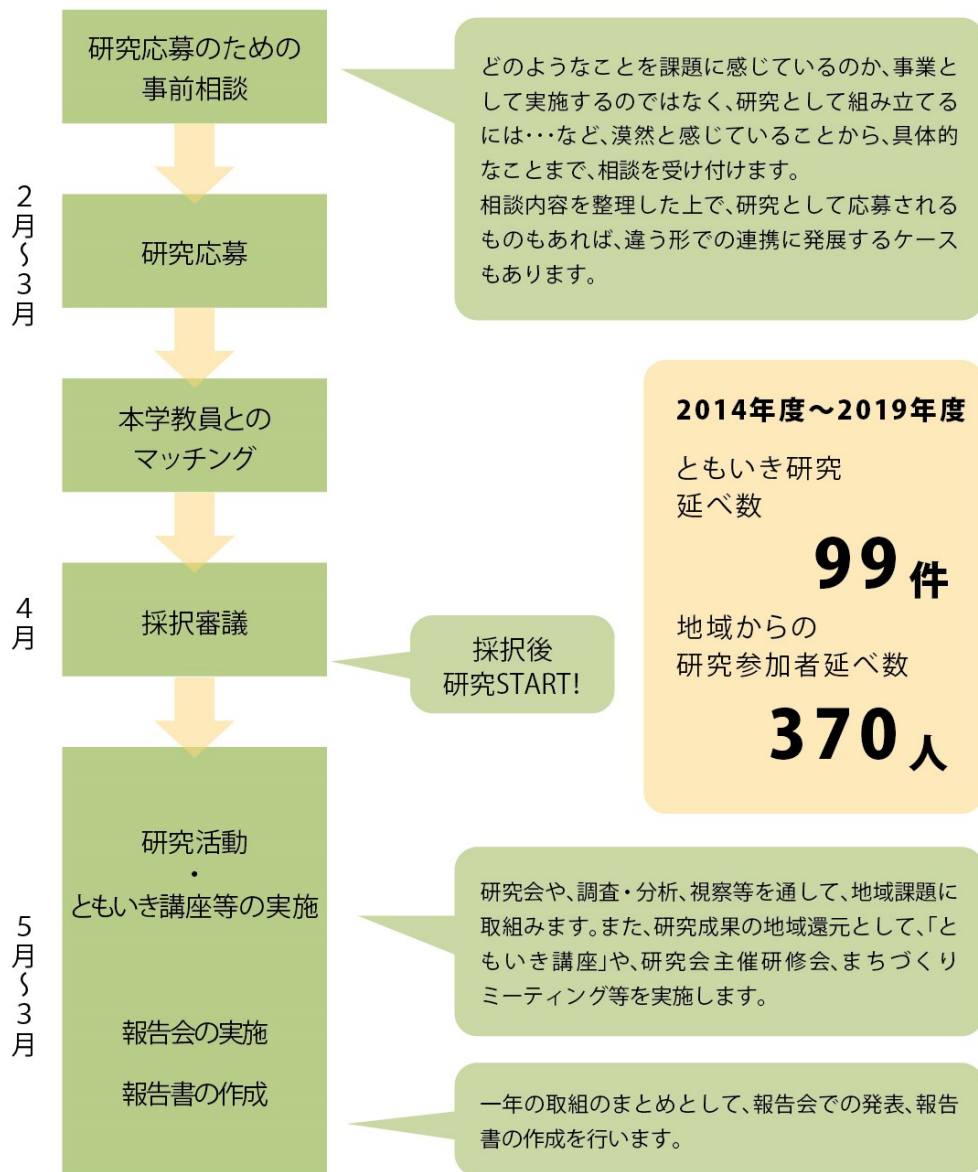 研究応募のための
事前相談
どのようなことを課題に感じているのか、事業と
して実施するのではなく、研究として組み立てる
には・・・など、漠然と感じていることから、具体的
なことまで、相談を受け付けます。
相談内容を整理した上で、研究として応募される
ものもあれば、違う形での連携に発展するケース
もあります。
2月～3月
研究応募
本学教員との
マッチング
2014年度～2019年度
ともいき研究
延べ数
99件
地域からの
研究参加者延べ数
370人
4月
採択審議
採択後
研究START!
5月～3月
研究活動
・
ともいき講座等の実施
研究会や、調査・分析、視察等を通して、地域課題に
取組みます。また、研究成果の地域還元として、「と
もいき講座」や、研究会主催研修会、まちづくり
ミーティング等を実施します。
報告会の実施
報告書の作成
一年の取組のまとめとして、報告会での発表、報告
書の作成を行います。